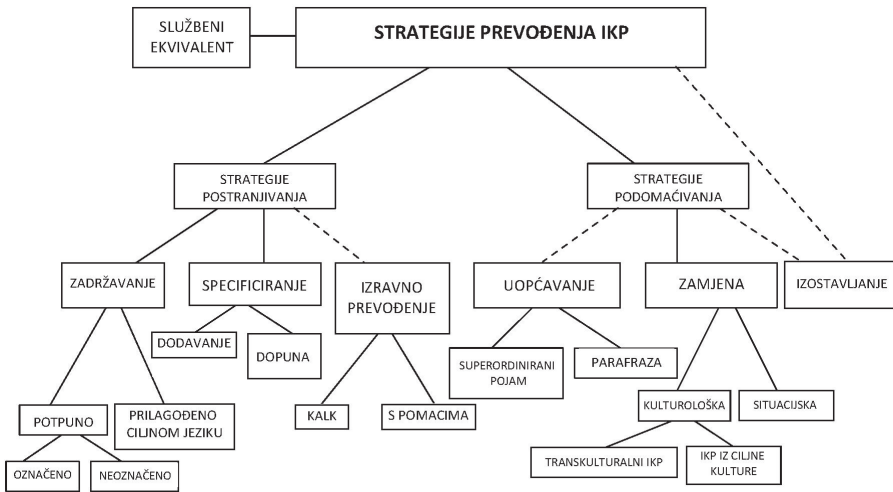 SLUŽBENI
EKVIVALENT
STRATEGIJE PREVOĐENJA IKP
STRATEGIJE
POSTRANJIVANJA
STRATEGIJE
PODOMAĆIVANJA
ZADRŽAVANJE
SPECIFICIRANJE
IZRAVNO
PREVOĐENJE
UOPĆAVANJE
ZAMJENA
IZOSTAVLJANJE
DODAVANJE
DOPUNA
SUPERORDINIRANI
POJAM
PARAFRAZA
POTPUNO
PRILAGOĐENO
CILJNOM JEZIKU
KALK
S POMACIMA
KULTUROLOŠKA
SITUACIJSKA
OZNAČENO
NEOZNAČENO
TRANSKULTURALNI IKP
IKP IZ CILJNE
KULTURE